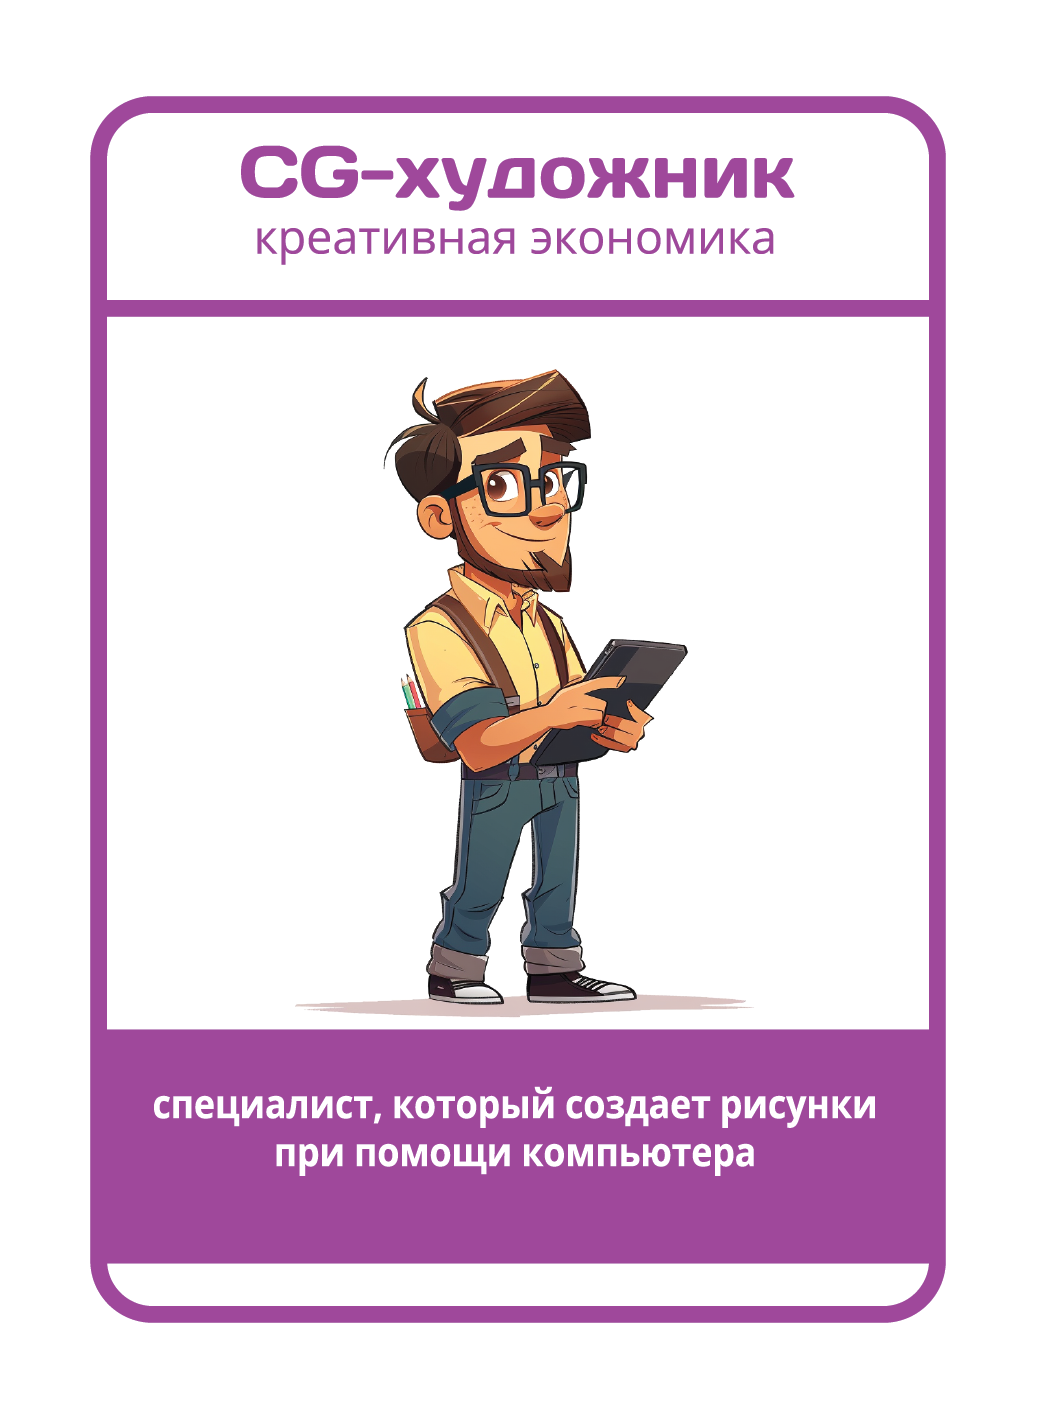 CG-художник
креативная экономика
специалист, который создает рисунки
при помощи компьютера